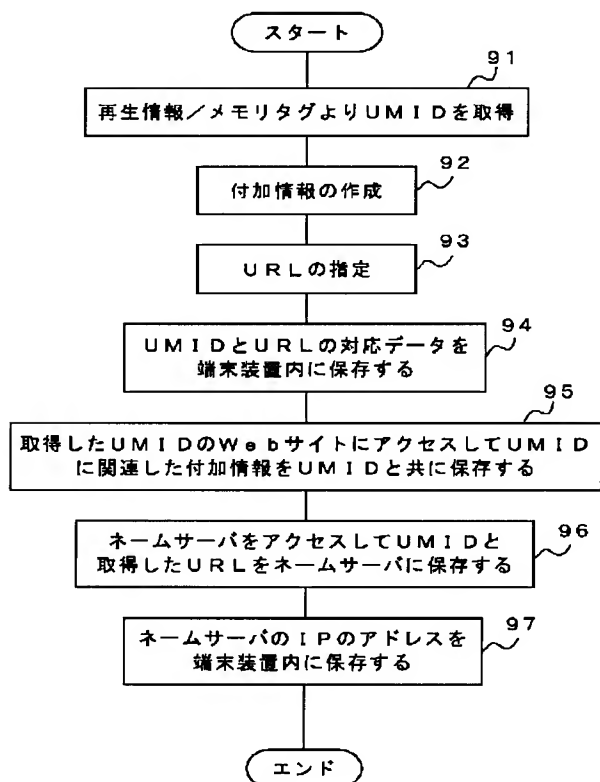 スタート
91
再生情報／メモリタグよりUMIDを取得
92
付加情報の作成
93
URLの指定
94
UMIDとURLの対応データを
端末装置内に保存する
95
取得したUMIDのWebサイトにアクセスしてUMID
に関連した付加情報をUMIDと共に保存する
96
ネームサーバをアクセスしてUMIDと
取得したURLをネームサーバに保存する
97
ネームサーバのIPのアドレスを
端末装置内に保存する
エンド